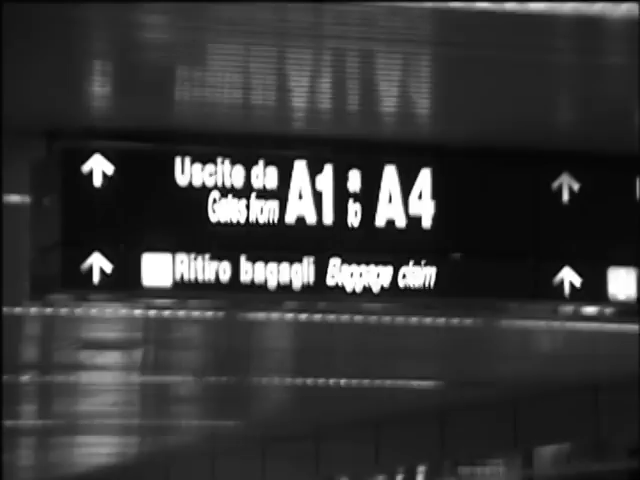 Uscite da A1 a A4
Gates from to
Ritiro bagagli Baggage claim